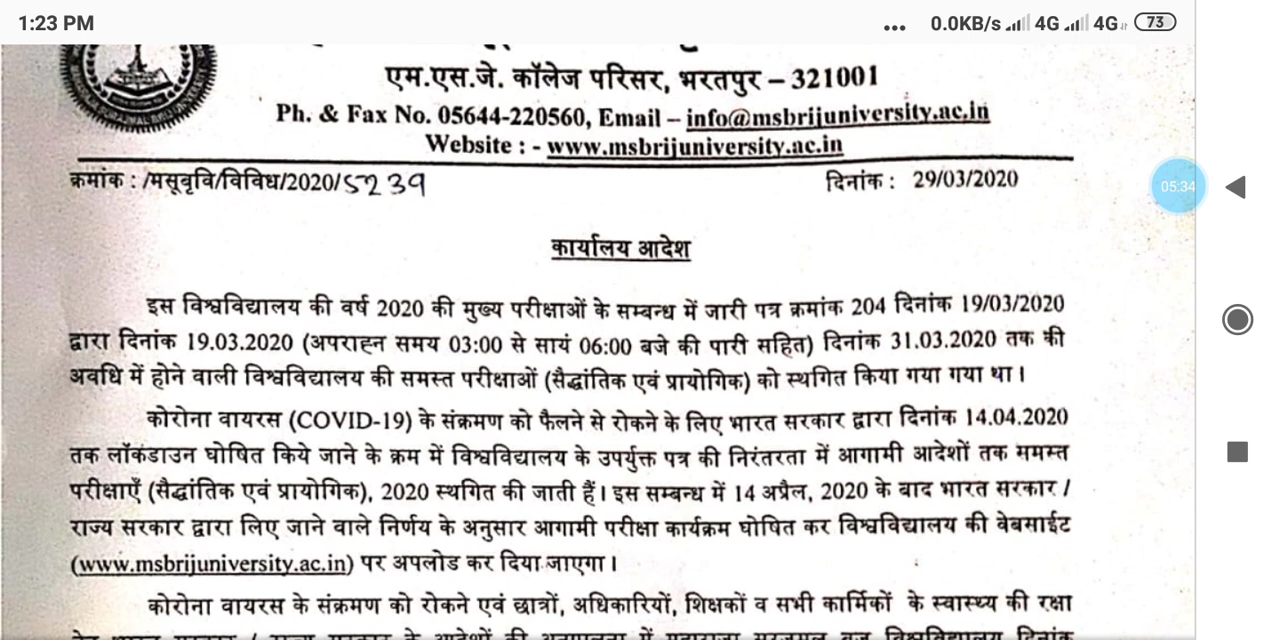 1:23 PM
... 0.0KB/s 4G 4G 73
एम.एस.जे. कॉलेज परिसर, भरतपुर – 321001
Ph. & Fax No. 05644-220560, Email – info@msbrijuniversity.ac.in
Website : - www.msbrijuniversity.ac.in
क्रमांक : /मसूबृवि/विविध/2020/5239
दिनांक : 29/03/2020
05:34
कार्यालय आदेश
इस विश्वविद्यालय की वर्ष 2020 की मुख्य परीक्षाओं के सम्बन्ध में जारी पत्र क्रमांक 204 दिनांक 19/03/2020
द्वारा दिनांक 19.03.2020 (अपराह्न समय 03:00 से सायं 06:00 बजे की पारी सहित) दिनांक 31.03.2020 तक की
अवधि में होने वाली विश्वविद्यालय की समस्त परीक्षाओं (सैद्धांतिक एवं प्रायोगिक) को स्थगित किया गया गया था।
कोरोना वायरस (COVID-19) के संक्रमण को फैलने से रोकने के लिए भारत सरकार द्वारा दिनांक 14.04.2020
तक लॉकडाउन घोषित किये जाने के क्रम में विश्वविद्यालय के उपर्युक्त पत्र की निरंतरता में आगामी आदेशों तक समस्त
परीक्षाएँ (सैद्धांतिक एवं प्रायोगिक), 2020 स्थगित की जाती हैं। इस सम्बन्ध में 14 अप्रैल, 2020 के बाद भारत सरकार /
राज्य सरकार द्वारा लिए जाने वाले निर्णय के अनुसार आगामी परीक्षा कार्यक्रम घोषित कर विश्वविद्यालय की वेबसाईट
(www.msbrijuniversity.ac.in) पर अपलोड कर दिया जाएगा।
कोरोना वायरस के संक्रमण को रोकने एवं छात्रों, अधिकारियों, शिक्षकों व सभी कार्मिकों के स्वास्थ्य की रक्षा